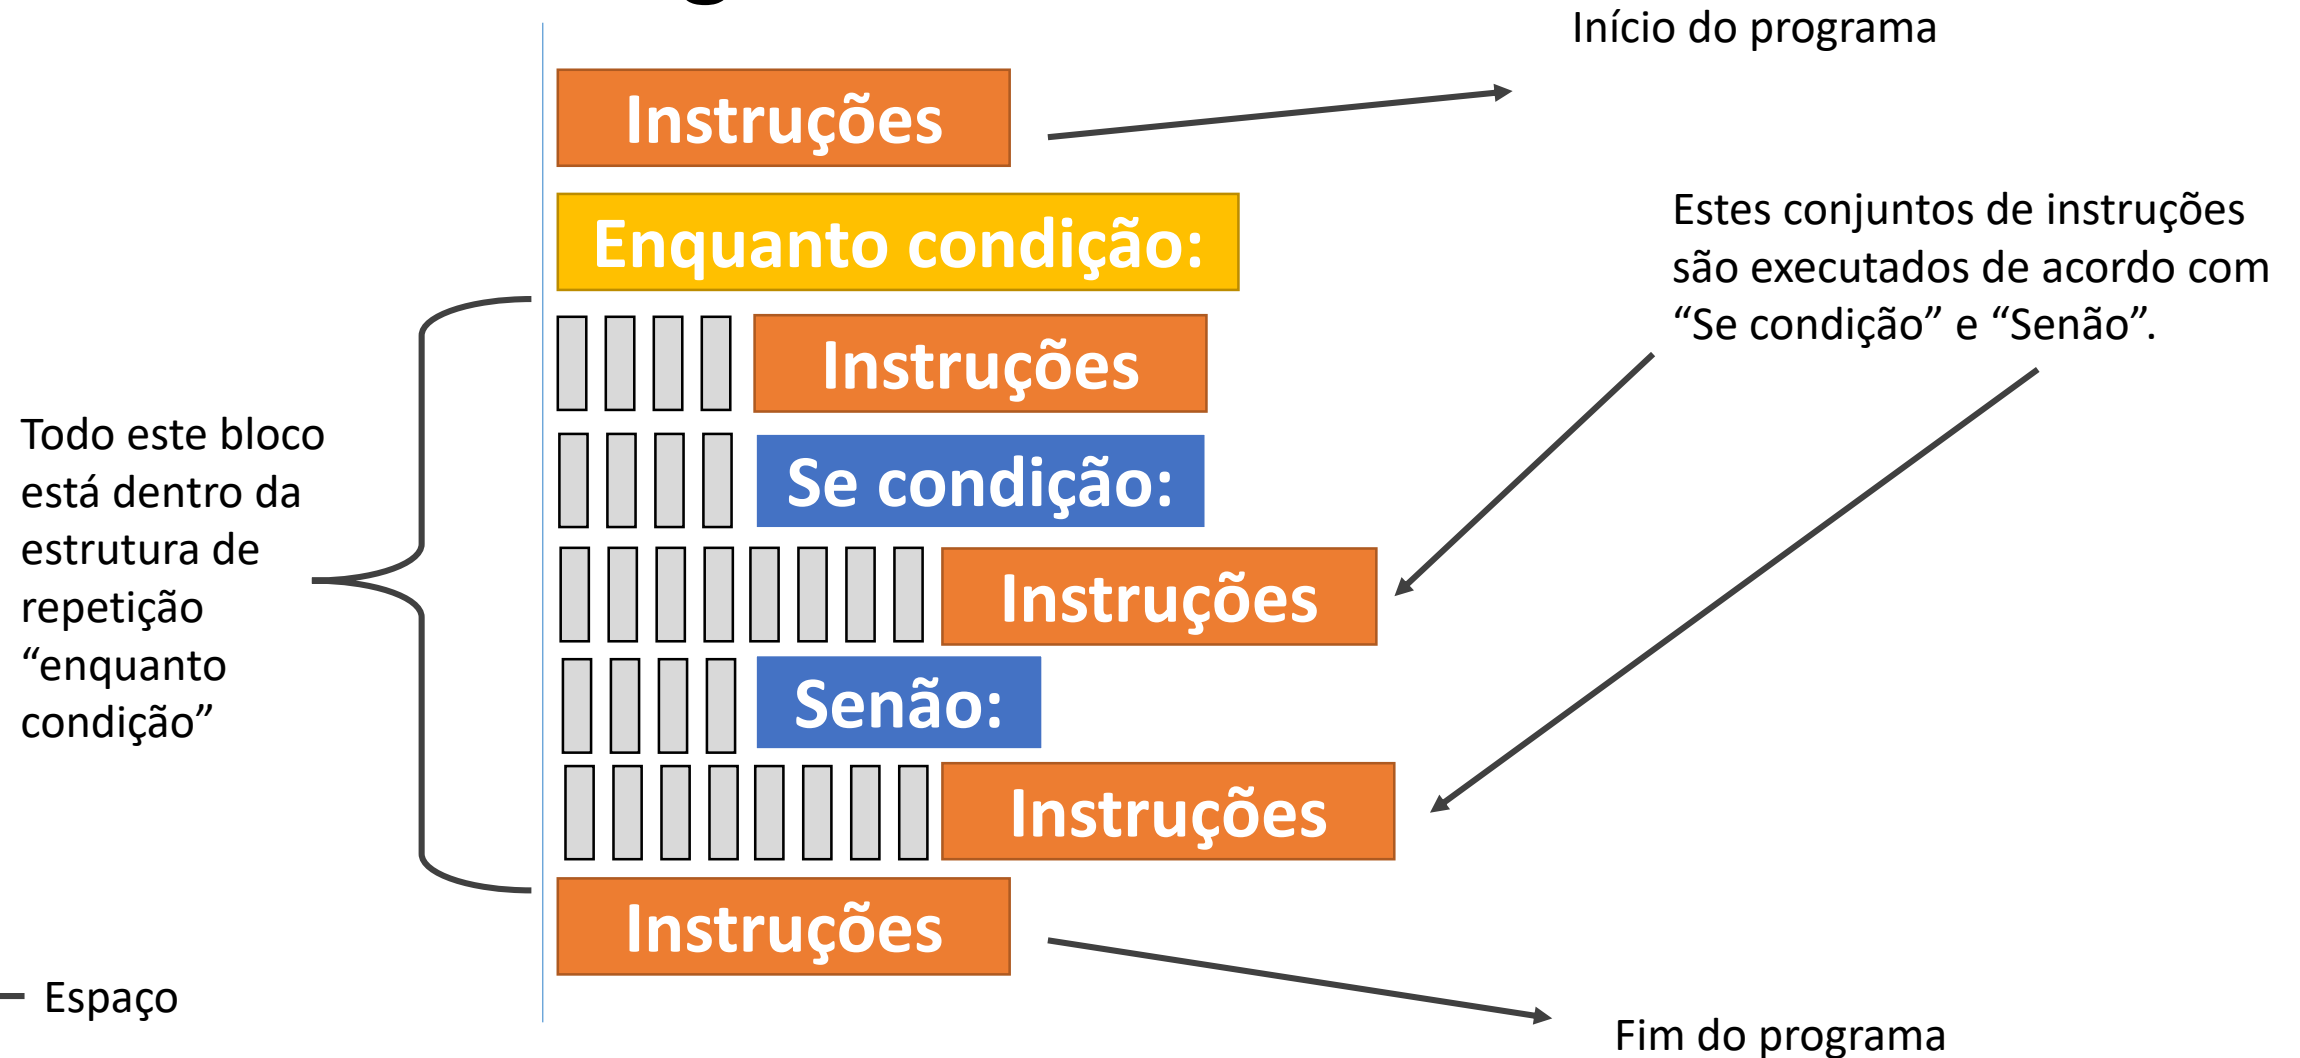 Início do programa
Instruções
Enquanto condição:
Estes conjuntos de instruções
são executados de acordo com
“Se condição” e “Senão”.
Instruções
Todo este bloco
está dentro da
estrutura de
repetição
“enquanto
condição”
Se condição:
Instruções
Senão:
Instruções
Instruções
Espaço
Fim do programa